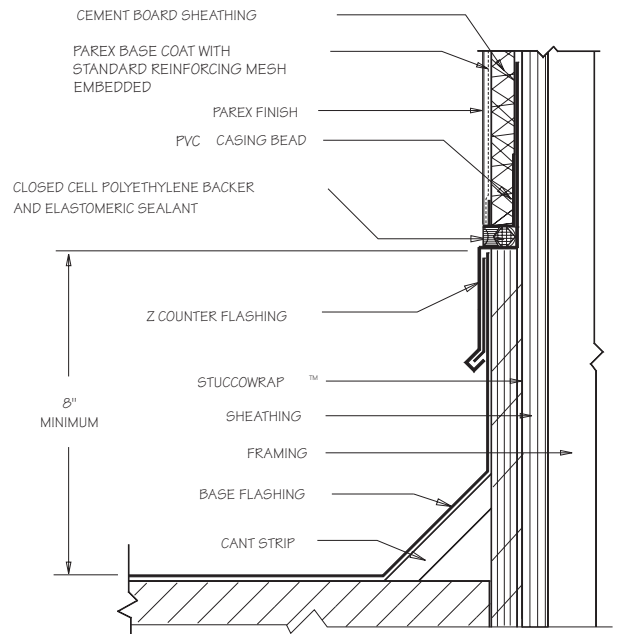 CEMENT BOARD SHEATHING
PAREX BASE COAT WITH
STANDARD REINFORCING MESH
EMBEDDED
PAREX FINISH
PVC CASING BEAD
CLOSED CELL POLYETHYLENE BACKER
AND ELASTOMERIC SEALANT
Z COUNTER FLASHING
STUCCOWRAP ™
8"
MINIMUM
SHEATHING
FRAMING
BASE FLASHING
CANT STRIP